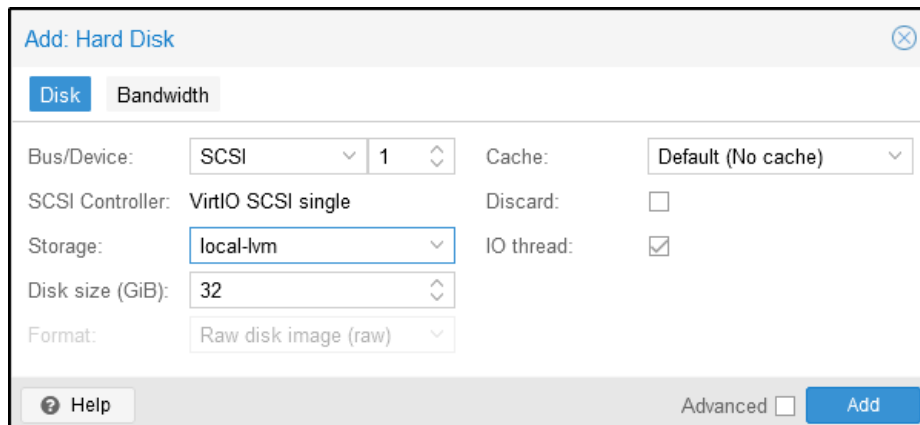 Add: Hard Disk
Disk Bandwidth
Bus/Device: SCSI 1 Cache: Default (No cache)
SCSI Controller: VirtIO SCSI single Discard:
Storage: local-lvm IO thread:
Disk size (GiB): 32
Format: Raw disk image (raw)
Help Advanced Add